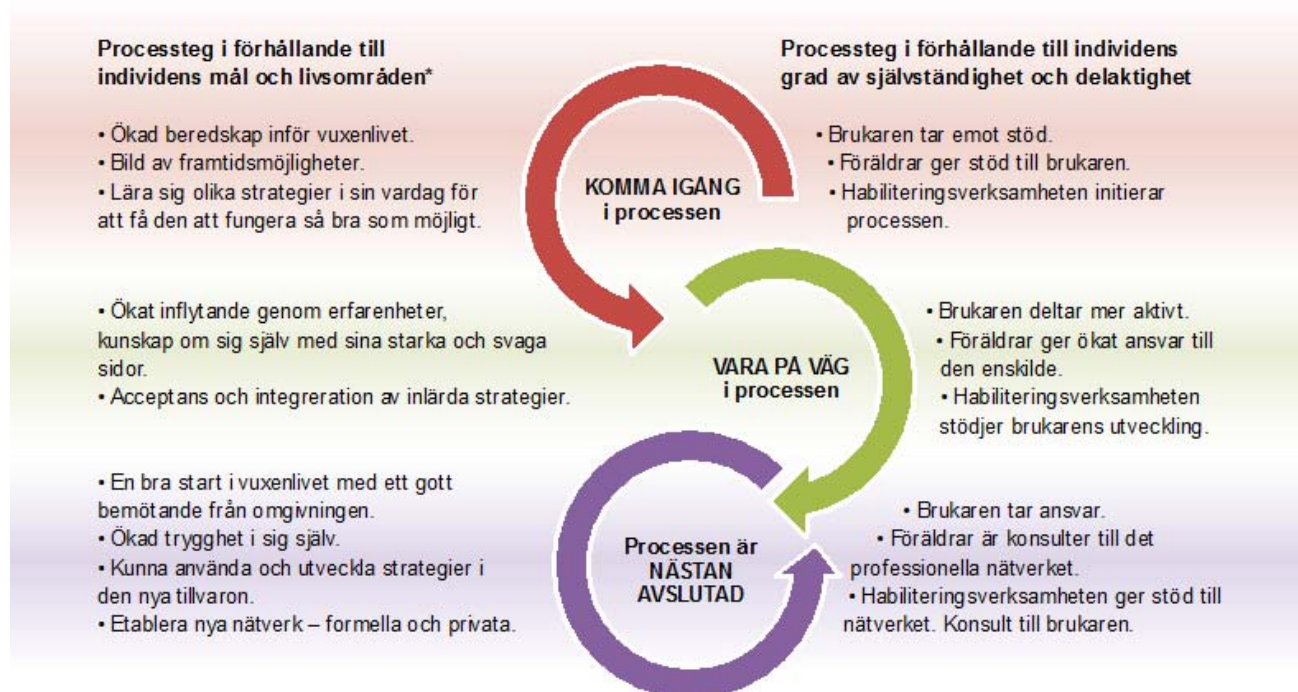 Processteg i förhållande till
individens mål och livsområden*
Processteg i förhållande till individens
grad av självständighet och delaktighet
• Ökad beredskap inför vuxenlivet.
• Bild av framtidsmöjligheter.
• Lära sig olika strategier i sin vardag för
att få den att fungera så bra som möjligt.
KOMMA IGÅNG
i processen
• Brukaren tar emot stöd.
• Föräldrar ger stöd till brukaren.
• Habiliteringsverksamheten initierar
processen.
• Ökat inflytande genom erfarenheter,
kunskap om sig själv med sina starka och svaga
sidor.
• Acceptans och integreration av inlärda strategier.
VARA PÅ VÄG
i processen
• Brukaren deltar mer aktivt.
• Föräldrar ger ökat ansvar till
den enskilde.
• Habiliteringsverksamheten
stödjer brukarens utveckling.
• En bra start i vuxenlivet med ett gott
bemötande från omgivningen.
• Ökad trygghet i sig själv.
• Kunna använda och utveckla strategier i
den nya tillvaron.
• Etablera nya nätverk – formella och privata.
Processen är
NÄSTAN
AVSLUTAD
• Brukaren tar ansvar.
• Föräldrar är konsulter till det
professionella nätverket.
• Habiliteringsverksamheten ger stöd till
nätverket. Konsult till brukaren.